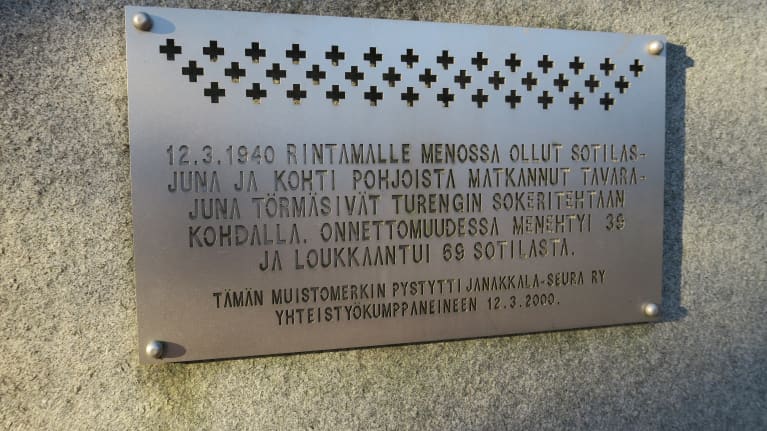 12.3.1940 RINTAMALLE MENOSSA OLLUT SOTILAS-
JUNA JA KOHTI POHJOISTA MATKANNUT TAVARA-
JUNA TÖRMÄSIVÄT TURENGIN SOKERITEHTAAN
KOHDALLA. ONNETTOMUUDESSA MENEHTYI 39
JA LOUKKAANTUI 69 SOTILASTA.
TÄMÄN MUISTOMERKIN PYSTYTTI JANAKKALA-SEURA RY
YHTEISTYÖKUMPPANEINEEN 12.3.2000.